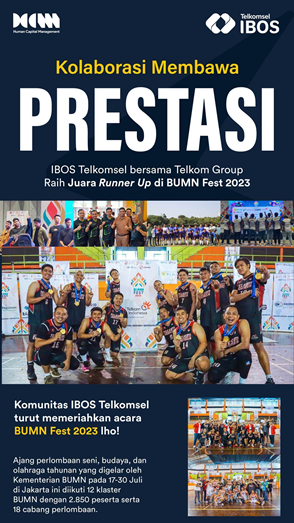 HCM
Human Capital Management
Telkomsel
IBOS
Kolaborasi Membawa
PRESTASI
IBOS Telkomsel bersama Telkom Group
Raih Juara Runner Up di BUMN Fest 2023
Komunitas IBOS Telkomsel
turut memeriahkan acara
BUMN Fest 2023 lho!
Ajang perlombaan seni, budaya, dan
olahraga tahunan yang digelar oleh
Kementerian BUMN pada 17-30 Juli
di Jakarta ini diikuti 12 klaster
BUMN dengan 2.850 peserta serta
18 cabang perlombaan.